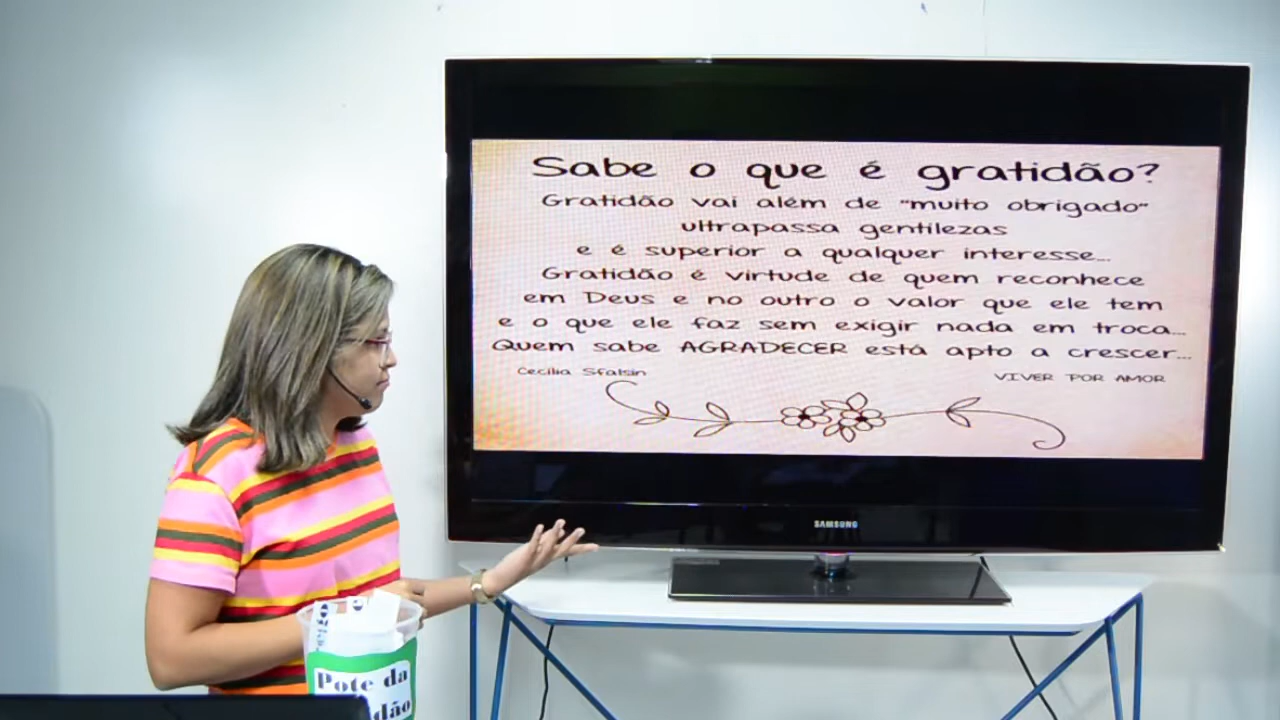 Sabe o que é gratidão?
Gratidão vai além de "muito obrigado"
ultrapassa gentilezas
e é superior a qualquer interesse...
Gratidão é virtude de quem reconhece
em Deus e no outro o valor que ele tem
e o que ele faz sem exigir nada em troca...
Quem sabe AGRADECER está apto a crescer...
Cecília Sfalsin
VIVER POR AMOR
SAMSUNG
Pote da